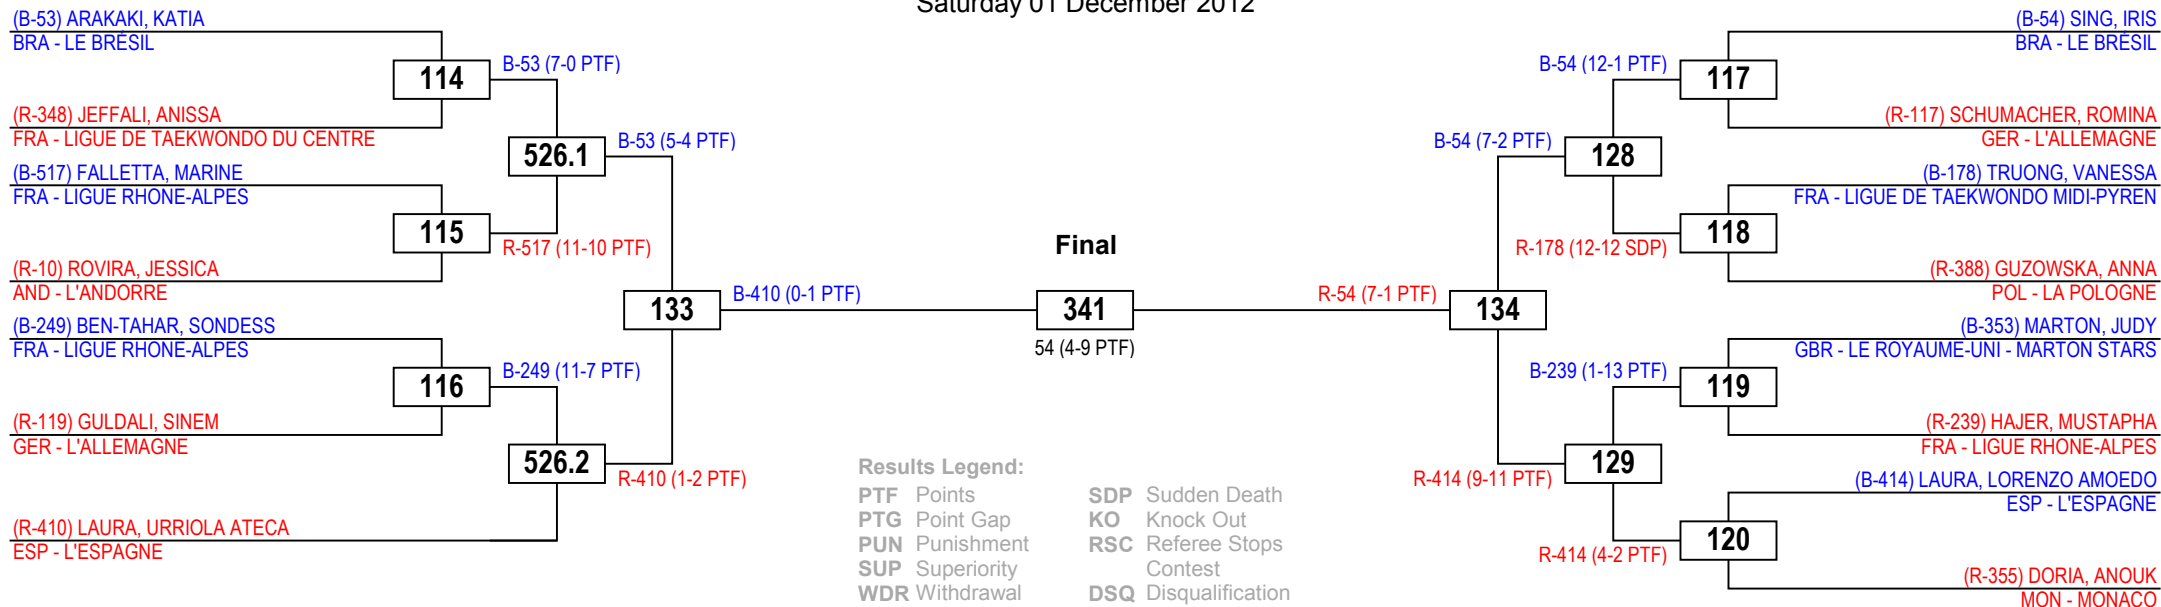 Saturday 01 December 2012
(B-53) ARAKAKI, KATIA
BRA - LE BRÉSIL
114
B-53 (7-0 PTF)
(R-348) JEFFALI, ANISSA
FRA - LIGUE DE TAEKWONDO DU CENTRE
526.1
B-53 (5-4 PTF)
(B-517) FALLETTA, MARINE
FRA - LIGUE RHONE-ALPES
115
R-517 (11-10 PTF)
(R-10) ROVIRA, JESSICA
AND - L'ANDORRE
133
B-410 (0-1 PTF)
(B-249) BEN-TAHAR, SONDESS
FRA - LIGUE RHONE-ALPES
116
B-249 (11-7 PTF)
(R-119) GULDALI, SINEM
GER - L'ALLEMAGNE
526.2
R-410 (1-2 PTF)
(R-410) LAURA, URRIOLA ATECA
ESP - L'ESPAGNE
Final
341
54 (4-9 PTF)
Results Legend:
PTF Points
PTG Point Gap
PUN Punishment
SUP Superiority
WDR Withdrawal
SDP Sudden Death
KO Knock Out
RSC Referee Stops
Contest
DSQ Disqualification
(B-54) SING, IRIS
BRA - LE BRÉSIL
B-54 (12-1 PTF)
117
(R-117) SCHUMACHER, ROMINA
GER - L'ALLEMAGNE
B-54 (7-2 PTF)
128
(B-178) TRUONG, VANESSA
FRA - LIGUE DE TAEKWONDO MIDI-PYREN
R-178 (12-12 SDP)
118
(R-388) GUZOWSKA, ANNA
POL - LA POLOGNE
R-54 (7-1 PTF)
134
(B-353) MARTON, JUDY
GBR - LE ROYAUME-UNI - MARTON STARS
B-239 (1-13 PTF)
119
(R-239) HAJER, MUSTAPHA
FRA - LIGUE RHONE-ALPES
R-414 (9-11 PTF)
129
(B-414) LAURA, LORENZO AMOEDO
ESP - L'ESPAGNE
R-414 (4-2 PTF)
120
(R-355) DORIA, ANOUK
MON - MONACO